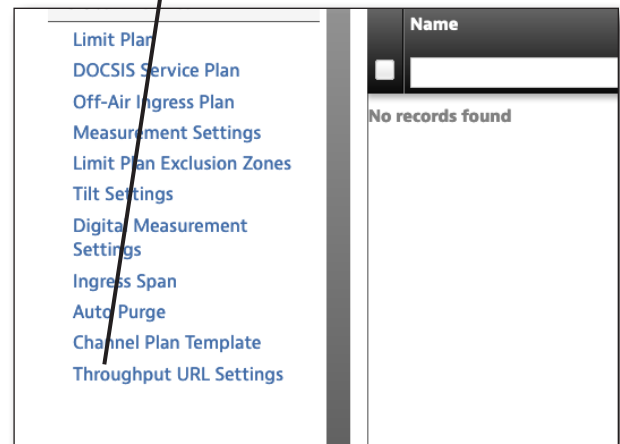 Limit Plan
DOCSIS Service Plan
Off-Air Ingress Plan
Measurement Settings
Limit Plan Exclusion Zones
Tilt Settings
Digital Measurement
Settings
Ingress Span
Auto Purge
Channel Plan Template
Throughput URL Settings
Name
No records found